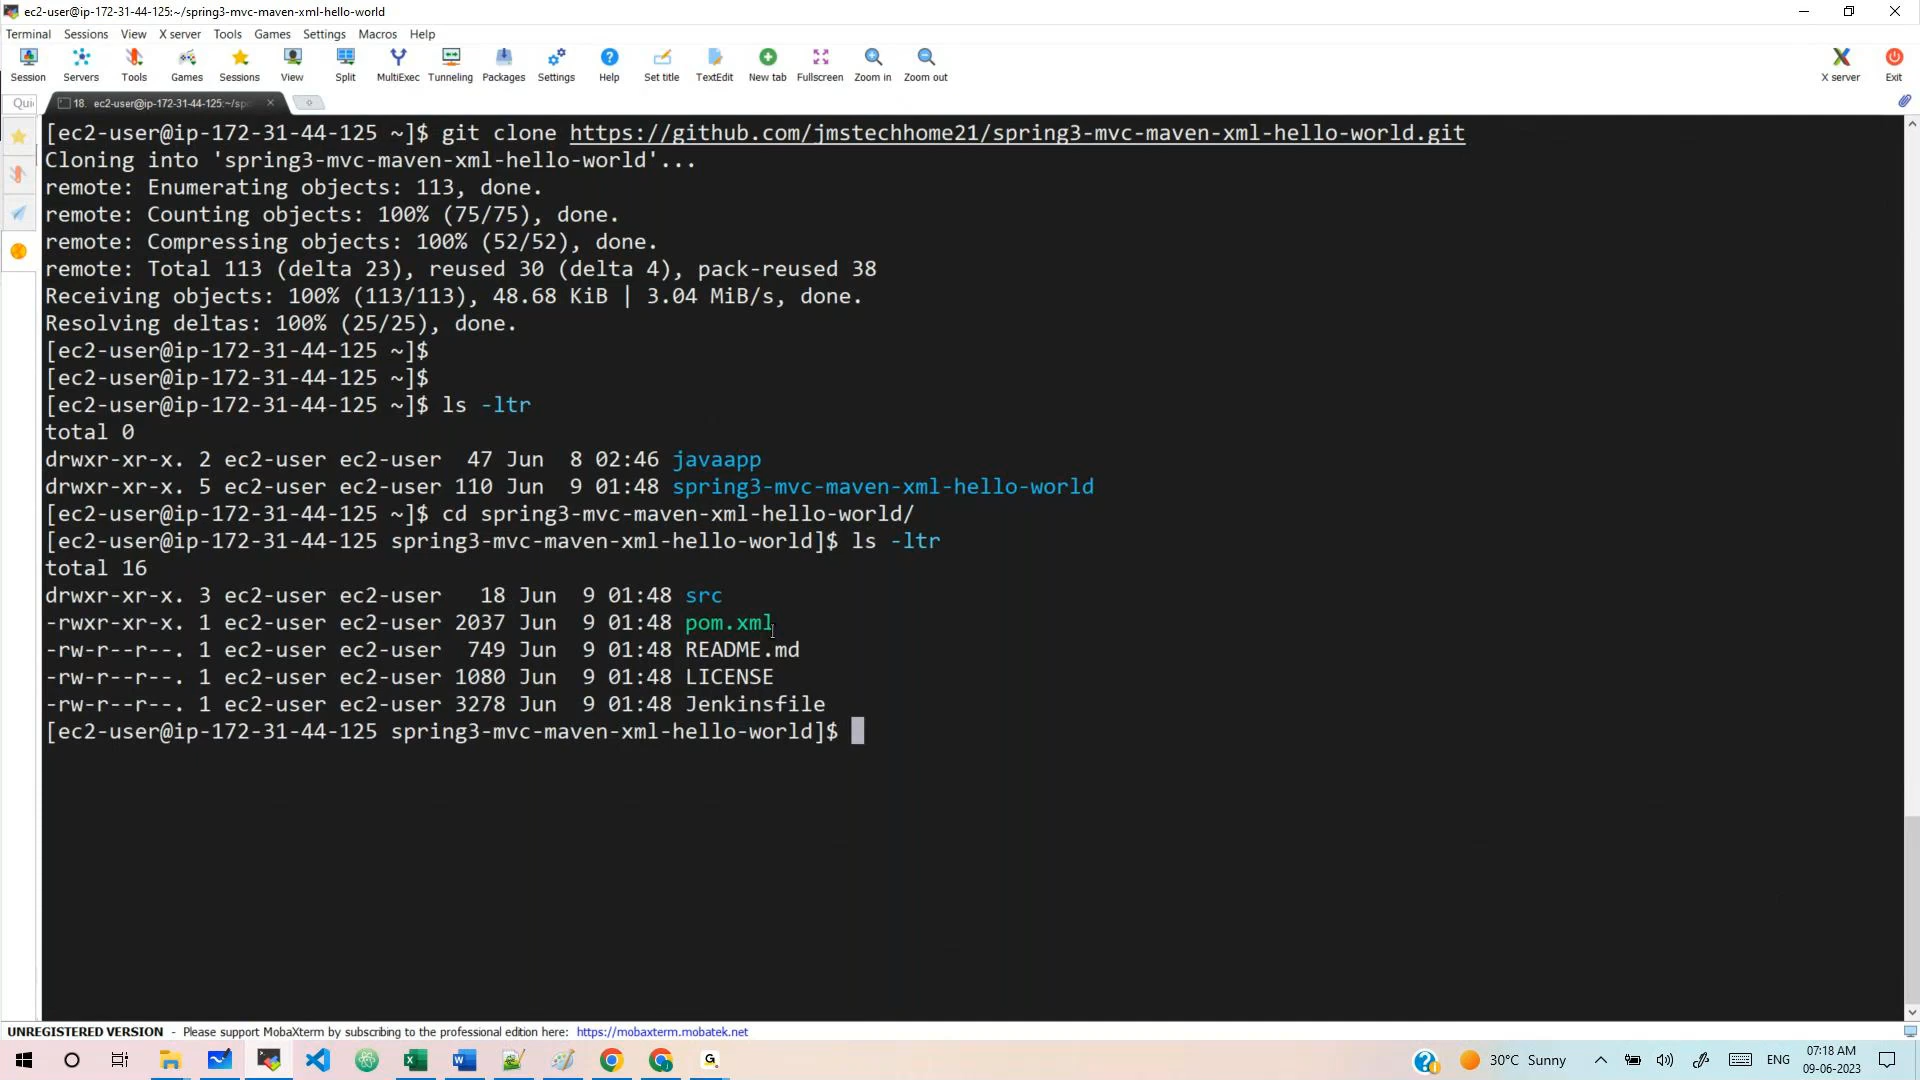 ec2-user@ip-172-31-44-125:~/spring3-mvc-maven-xml-hello-world
Terminal Sessions View X server Tools Games Settings Macros Help
Session Servers Tools Games Sessions View Split MultiExec Tunneling Packages Settings Help Set title TextEdit New tab Fullscreen Zoom in Zoom out X server Exit
Qui 18. ec2-user@ip-172-31-44-125:~/spr
[ec2-user@ip-172-31-44-125 ~]$ git clone https://github.com/jmstechhome21/spring3-mvc-maven-xml-hello-world.git
Cloning into 'spring3-mvc-maven-xml-hello-world'...
remote: Enumerating objects: 113, done.
remote: Counting objects: 100% (75/75), done.
remote: Compressing objects: 100% (52/52), done.
remote: Total 113 (delta 23), reused 30 (delta 4), pack-reused 38
Receiving objects: 100% (113/113), 48.68 KiB | 3.04 MiB/s, done.
Resolving deltas: 100% (25/25), done.
[ec2-user@ip-172-31-44-125 ~]$
[ec2-user@ip-172-31-44-125 ~]$
[ec2-user@ip-172-31-44-125 ~]$ ls -ltr
total 0
drwxr-xr-x. 2 ec2-user ec2-user 47 Jun 8 02:46 javaapp
drwxr-xr-x. 5 ec2-user ec2-user 110 Jun 9 01:48 spring3-mvc-maven-xml-hello-world
[ec2-user@ip-172-31-44-125 ~]$ cd spring3-mvc-maven-xml-hello-world/
[ec2-user@ip-172-31-44-125 spring3-mvc-maven-xml-hello-world]$ ls -ltr
total 16
drwxr-xr-x. 3 ec2-user ec2-user 18 Jun 9 01:48 src
-rwxr-xr-x. 1 ec2-user ec2-user 2037 Jun 9 01:48 pom.xml
-rw-r--r--. 1 ec2-user ec2-user 749 Jun 9 01:48 README.md
-rw-r--r--. 1 ec2-user ec2-user 1080 Jun 9 01:48 LICENSE
-rw-r--r--. 1 ec2-user ec2-user 3278 Jun 9 01:48 Jenkinsfile
[ec2-user@ip-172-31-44-125 spring3-mvc-maven-xml-hello-world]$
UNREGISTERED VERSION - Please support MobaXterm by subscribing to the professional edition here: https://mobaxterm.mobatek.net
30°C Sunny ENG 07:18 AM
09-06-2023